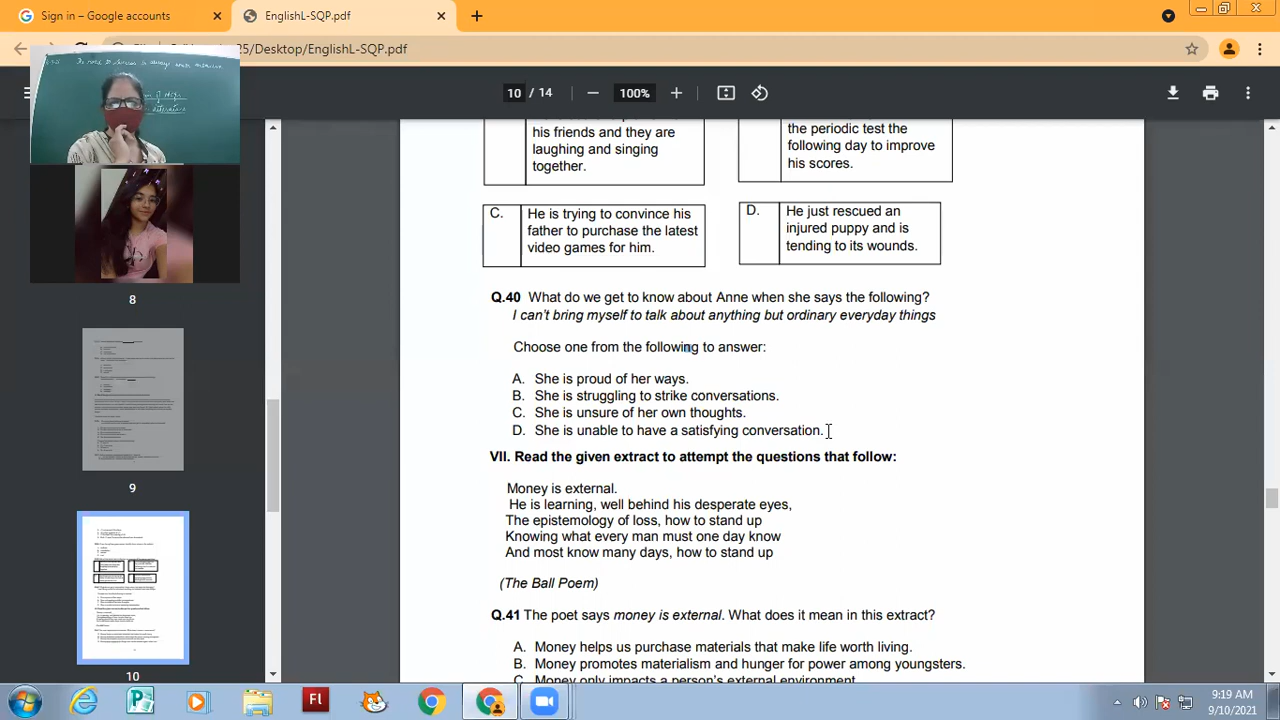 Sign in – Google accounts
EnglishL-SQP.pdf
25/Desktop/EnglishL-SQP.pdf
10 / 14
100%
his friends and they are
laughing and singing
together.
the periodic test the
following day to improve
his scores.
C. He is trying to convince his
father to purchase the latest
video games for him.
D. He just rescued an
injured puppy and is
tending to its wounds.
Q.40 What do we get to know about Anne when she says the following?
I can't bring myself to talk about anything but ordinary everyday things
Choose one from the following to answer:
A. She is proud of her ways.
B. She is struggling to strike conversations.
C. She is unsure of her own thoughts.
D. She is unable to have a satisfying conversation.
VII. Read the given extract to attempt the questions that follow:
Money is external.
He is learning, well behind his desperate eyes,
The epistemology of loss, how to stand up
Knowing what every man must one day know
And most know many days, how to stand up
(The Ball Poem)
Q.41 The poet says money is external. What does it mean in this extract?
A. Money helps us purchase materials that make life worth living.
B. Money promotes materialism and hunger for power among youngsters.
C. Money only impacts a person's external environment.
8
9
10
9:19 AM
9/10/2021